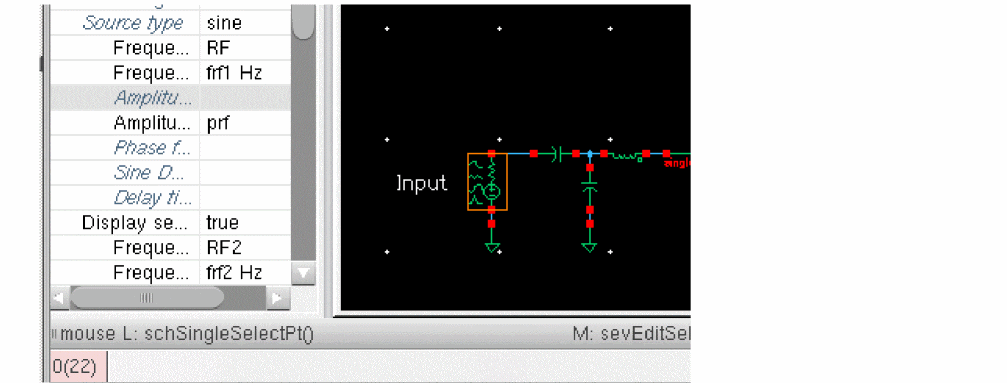 Source type sine
Freque... RF
Freque... frf1 Hz
Amplitu...
Amplitu... prf
Phase f...
Sine D...
Delay ti...
Display se... true
Freque... RF2
Freque... frf2 Hz
Input
mouse L: schSingleSelectPt()
M: sevEditSel
0(22)